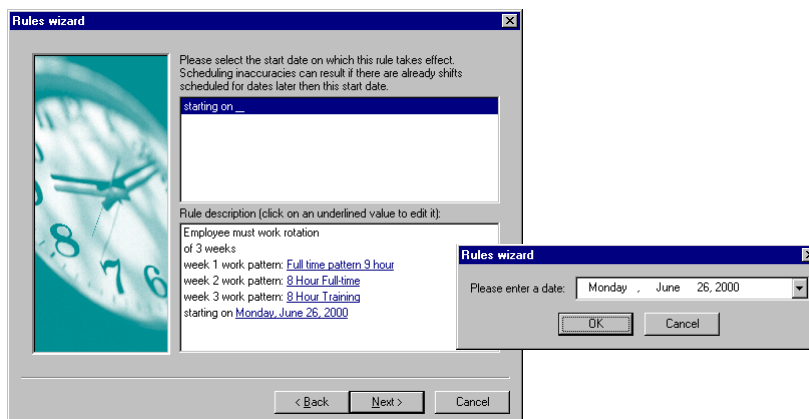 Rules wizard
Please select the start date on which this rule takes effect.
Scheduling inaccuracies can result if there are already shifts
scheduled for dates later then this start date.
starting on __
Rule description (click on an underlined value to edit it):
Employee must work rotation
of 3 weeks
week 1 work pattern: Full time pattern 9 hour
week 2 work pattern: 8 Hour Full-time
week 3 work pattern: 8 Hour Training
starting on Monday, June 26, 2000
< Back Next > Cancel
Rules wizard
Please enter a date: Monday , June 26, 2000
OK Cancel
8 7 6